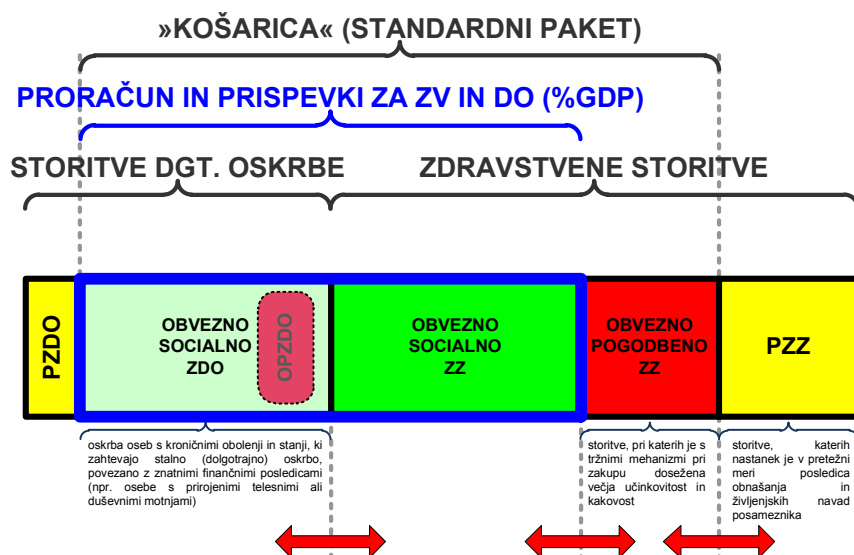 »KOŠARICA« (STANDARDNI PAKET)
PRORAČUN IN PRISPEVKI ZA ZV IN DO (%GDP)
STORITVE DGT. OSKRBE
ZDRAVSTVENE STORITVE
PZDO
OBVEZNO
SOCIALNO
ZDO
OPZDO
OBVEZNO
SOCIALNO
ZZ
OBVEZNO
POGODBENO
ZZ
PZZ
oskrba oseb s kroničnimi obolenji in stanji, ki
zahtevajo stalno (dolgotrajno) oskrbo,
povezano z znatnimi finančnimi posledicami
(npr. osebe s prirojenimi telesnimi ali
duševnimi motnjami)
storitve, pri katerih je s
tržnimi mehanizmi pri
zakupu dosežena
večja učinkovitost in
kakovost
storitve, katerih
nastanek je v pretežni
meri posledica
obnašanja in
življenjskih navad
posameznika